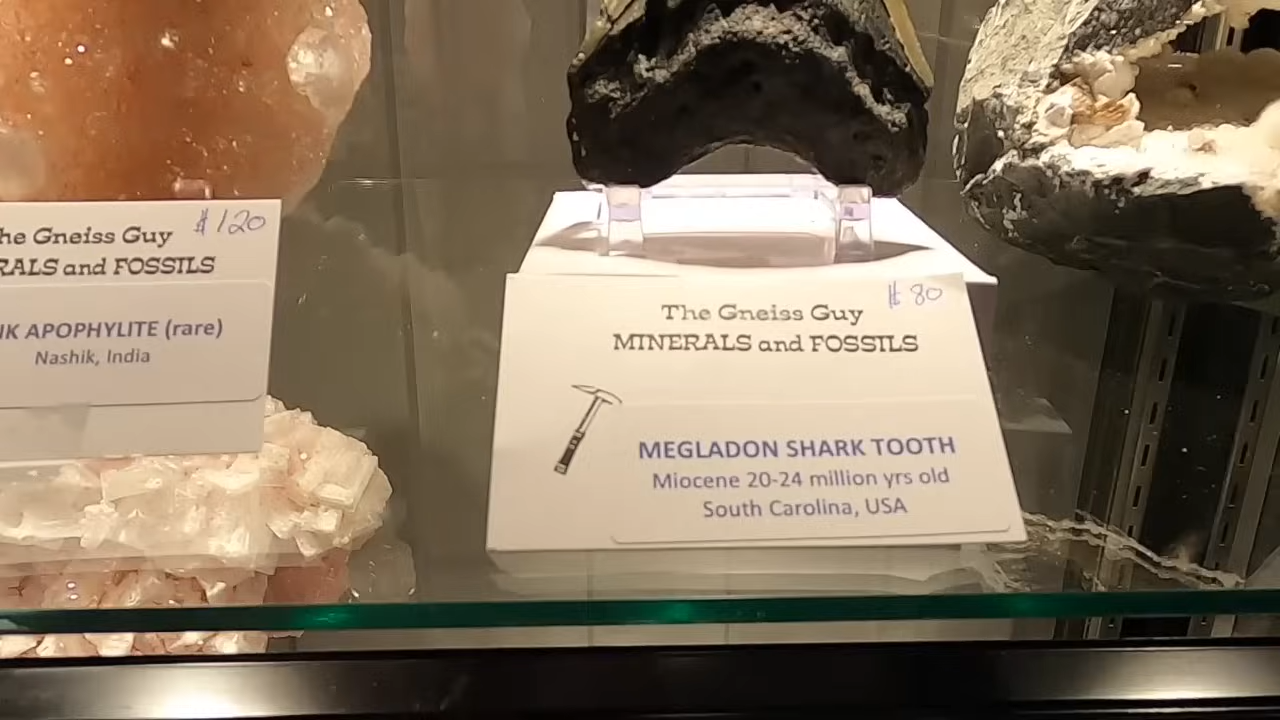 $120
he Gneiss Guy
RALS and FOSSILS
IK APOPHYLITE (rare)
Nashik, India
$80
The Gneiss Guy
MINERALS and FOSSILS
MEGLADON SHARK TOOTH
Miocene 20-24 million yrs old
South Carolina, USA